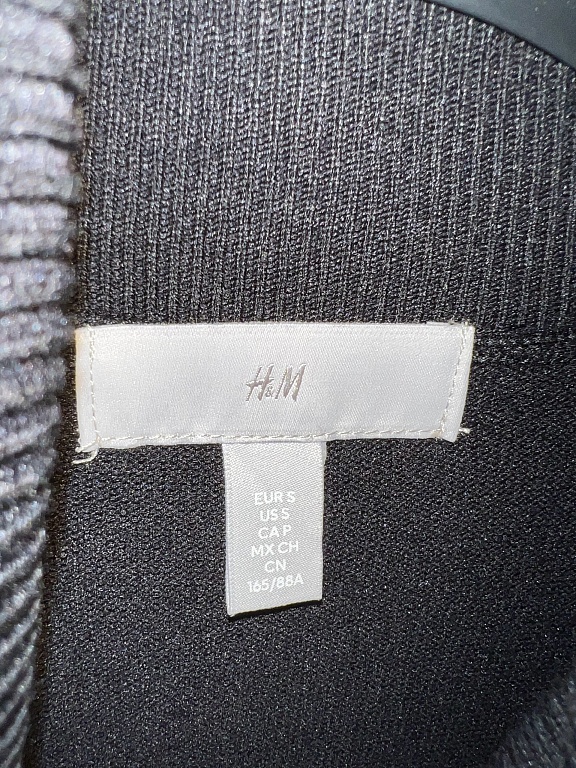 H&M
EUR S
US S
CA P
MX CH
CN
165/88A